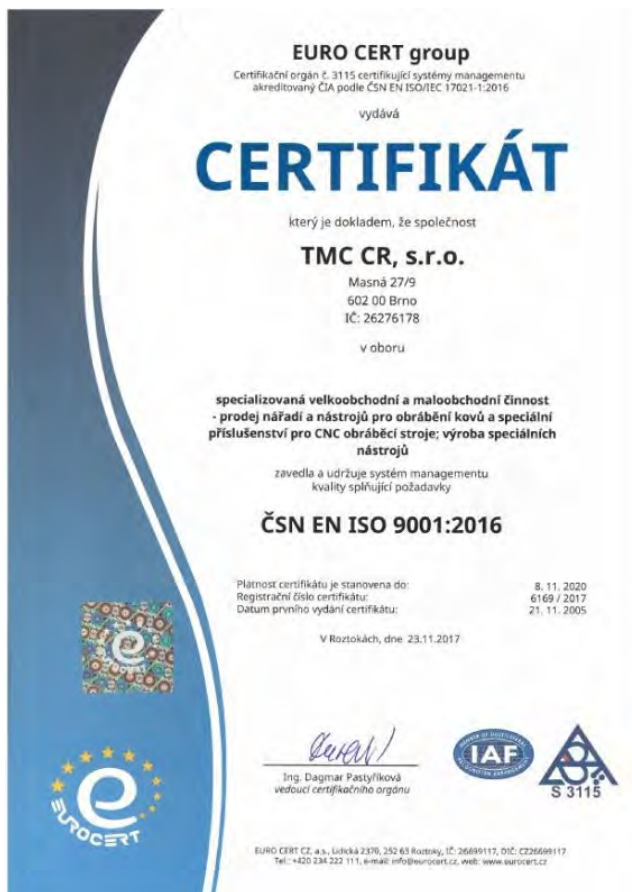 EURO CERT group
Certifikační orgán č. 3115 certifikující systémy managementu
akreditovaný ČIA podle ČSN EN ISO/IEC 17021-1:2016
vydává
CERTIFIKÁT
který je dokladem, že společnost
TMC CR, s.r.o.
Masná 27/9
602 00 Brno
IČ: 26276178
v oboru
specializovaná velkoobchodní a maloobchodní činnost
- prodej nářadí a nástrojů pro obrábění kovů a speciální
příslušenství pro CNC obráběcí stroje; výroba speciálních
nástrojů
zavedla a udržuje systém managementu
kvality splňující požadavky
ČSN EN ISO 9001:2016
Platnost certifikátu je stanovena do: 8. 11. 2020
Registrační číslo certifikátu: 6169 / 2017
Datum prvního vydání certifikátu: 21. 11. 2005
V Roztokách, dne 23.11.2017
e
EUROCERT
Ing. Dagmar Pastyříková
vedoucí certifikačního orgánu
MEMBER OF MULTILATERAL
IAF
RECOGNITION ARRANGEMENT
S 3115
e
EUROCERT
EURO CERT CZ, a.s., Lidická 2370, 252 63 Roztoky, IČ: 26699117, DIČ: CZ26699117
Tel.: +420 234 222 111, e-mail: info@eurocert.cz, web: www.eurocert.cz